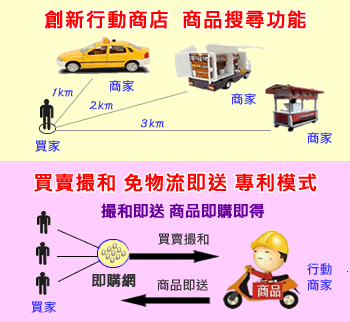 創新行動商店 商品搜尋功能
1km
商家
2km
商家
3km
商家
買家
買賣撮和 免物流即送 專利模式
撮和即送 商品即購即得
買賣撮和
即購網
商品即送
商品
行動
商家
買家